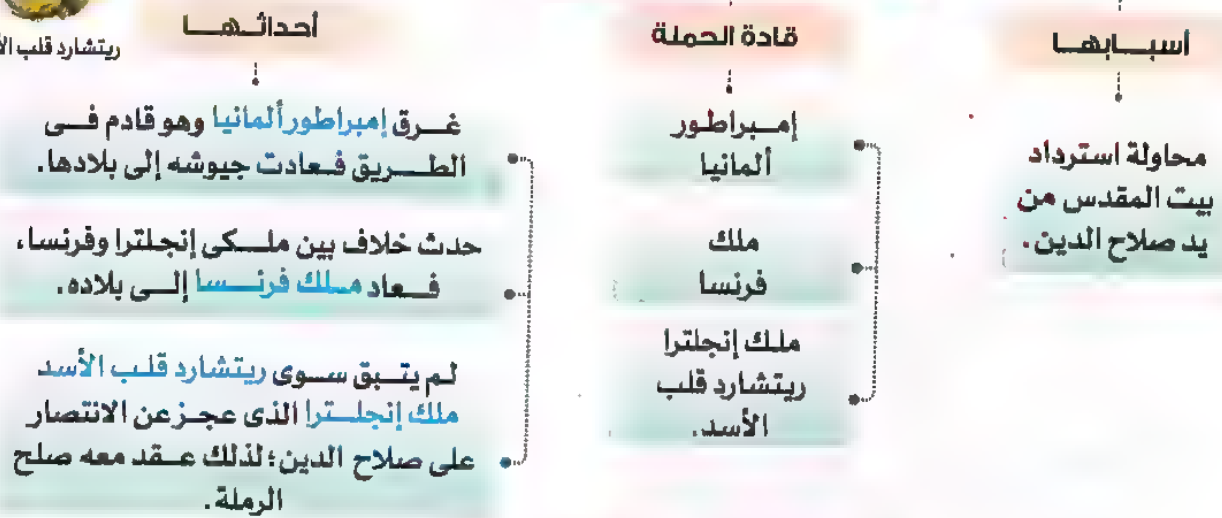 أسبابها
محاولة استرداد
بيت المقدس من
يد صلاح الدين.
قادة الحملة
إمبراطور
ألمانيا
ملك
فرنسا
ملك إنجلترا
ريتشارد قلب
الأسد.
أحداثها
غرق إمبراطور ألمانيا وهو قادم فى
الطريق فعادت جيوشه إلى بلادها.
حدث خلاف بين ملكى إنجلترا وفرنسا،
فعاد ملك فرنسا إلى بلاده.
لم يتبق سوى ريتشارد قلب الأسد
ملك إنجلترا الذى عجز عن الانتصار
على صلاح الدين؛ لذلك عقد معه صلح
الرملة.
ريتشارد قلب